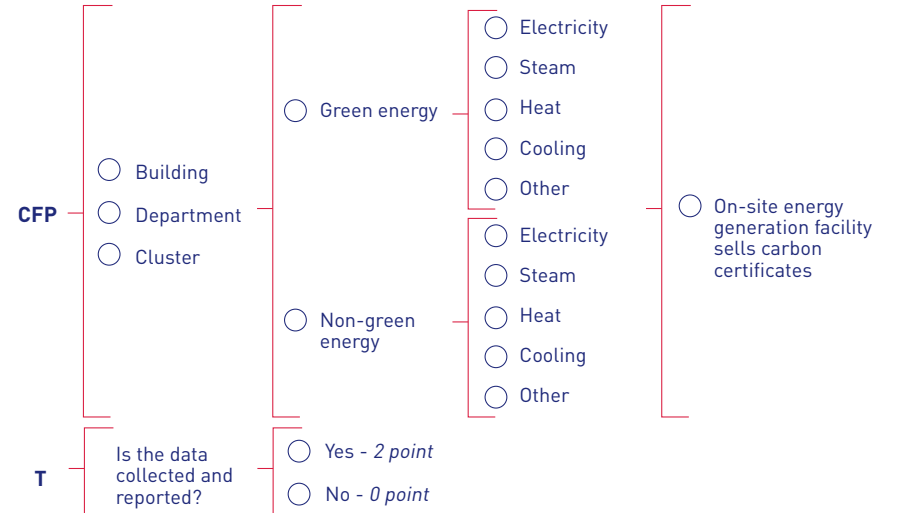 CFP
Building
Department
Cluster
Green energy
Non-green
energy
Electricity
Steam
Heat
Cooling
Other
Electricity
Steam
Heat
Cooling
Other
On-site energy
generation facility
sells carbon
certificates
T
Is the data
collected and
reported?
Yes - 2 point
No - 0 point